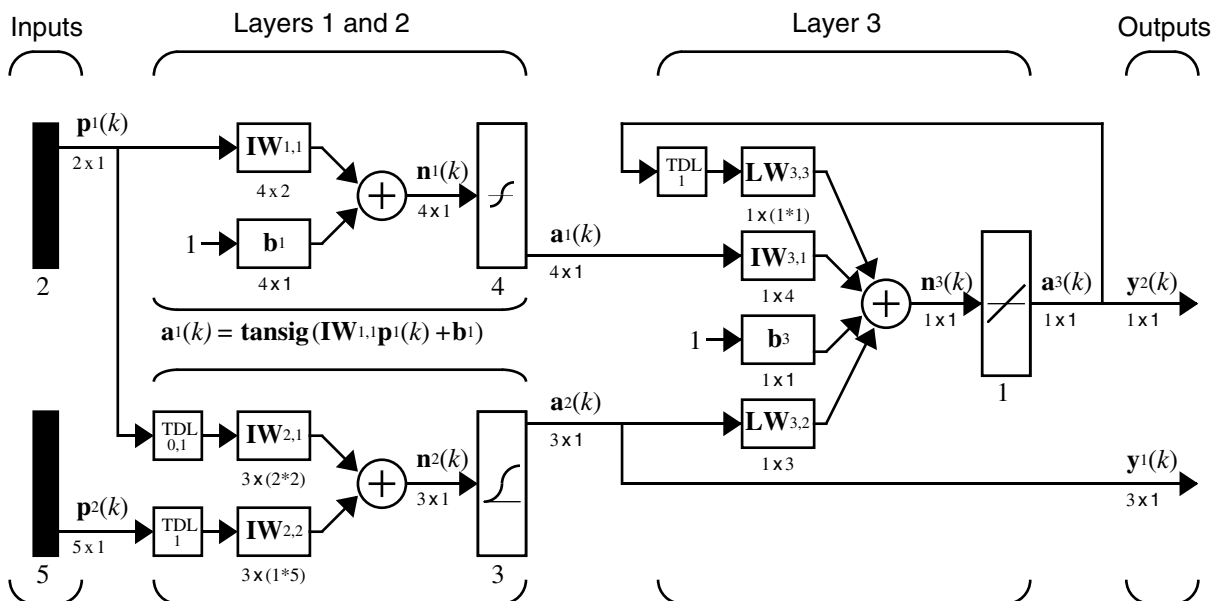 Inputs
Layers 1 and 2
Layer 3
Outputs
p1(k)
2 x 1
2
IW1,1
4 x 2
1
b1
4 x 1
n1(k)
4 x 1
4
a1(k) = tansig (IW1,1p1(k) +b1)
a1(k)
4 x 1
TDL
1
LW3,3
1 x (1*1)
IW3,1
1 x 4
1
b3
1 x 1
LW3,2
1 x 3
n3(k)
1 x 1
1
a3(k)
1 x 1
y2(k)
1 x 1
p2(k)
5 x 1
5
TDL
0,1
IW2,1
3 x (2*2)
TDL
1
IW2,2
3 x (1*5)
n2(k)
3 x 1
3
a2(k)
3 x 1
y1(k)
3 x 1